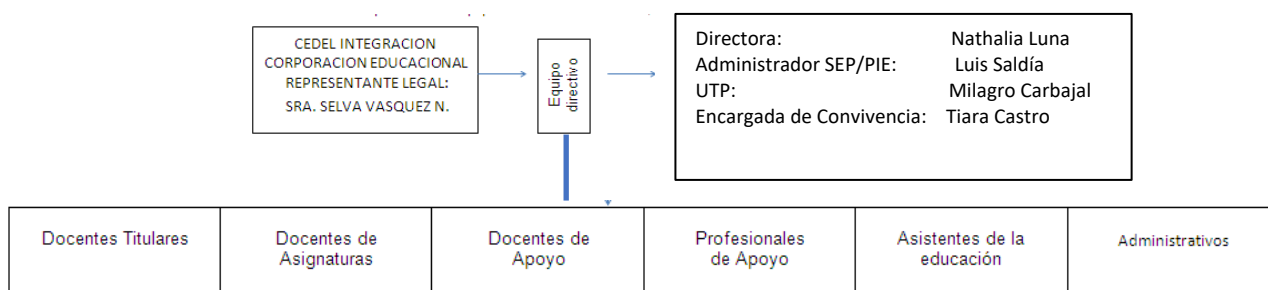 CEDEL INTEGRACION
CORPORACION EDUCACIONAL
REPRESENTANTE LEGAL:
SRA. SELVA VASQUEZ N.
Equipo
directivo
Directora: Nathalia Luna
Administrador SEP/PIE: Luis Saldía
UTP: Milagro Carbajal
Encargada de Convivencia: Tiara Castro
Docentes Titulares
Docentes de
Asignaturas
Docentes de
Apoyo
Profesionales
de Apoyo
Asistentes de la
educación
Administrativos